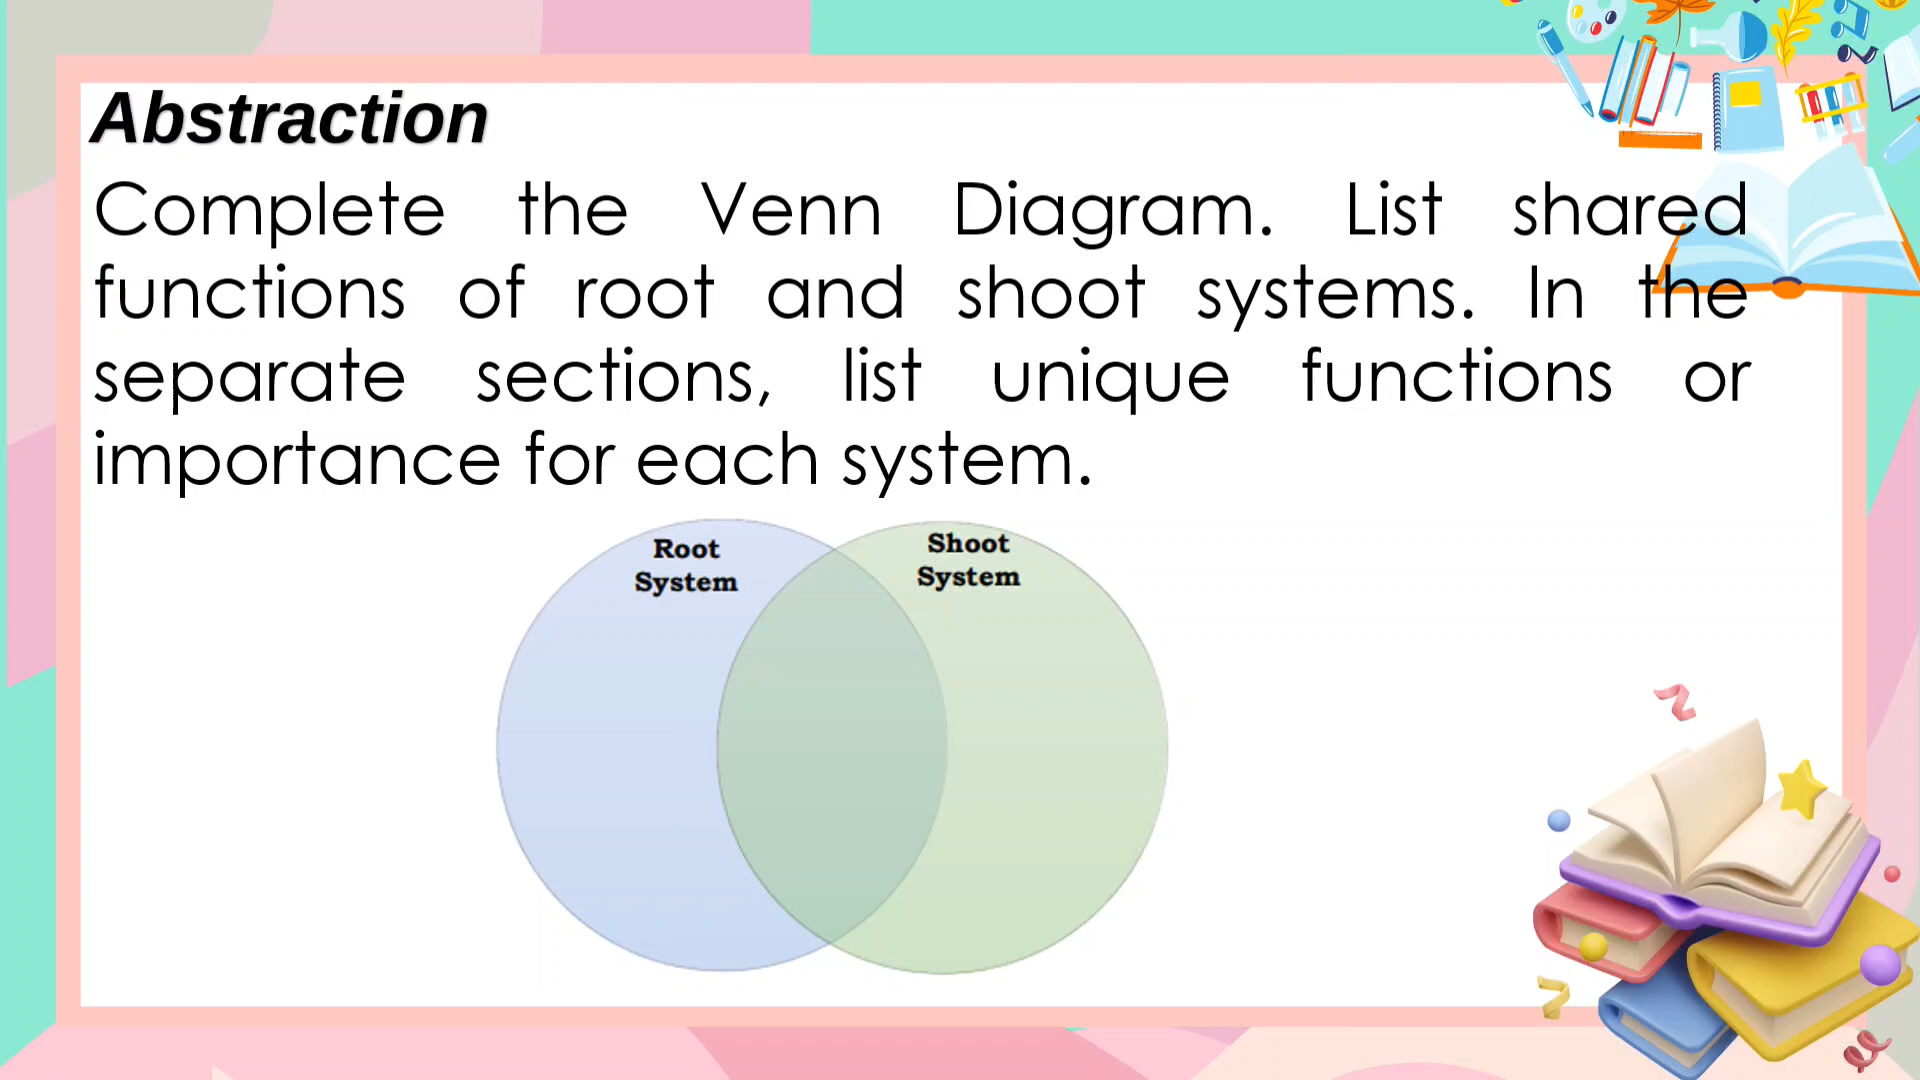 Abstraction
Complete the Venn Diagram. List shared
functions of root and shoot systems. In the
separate sections, list unique functions or
importance for each system.
Root
System
Shoot
System